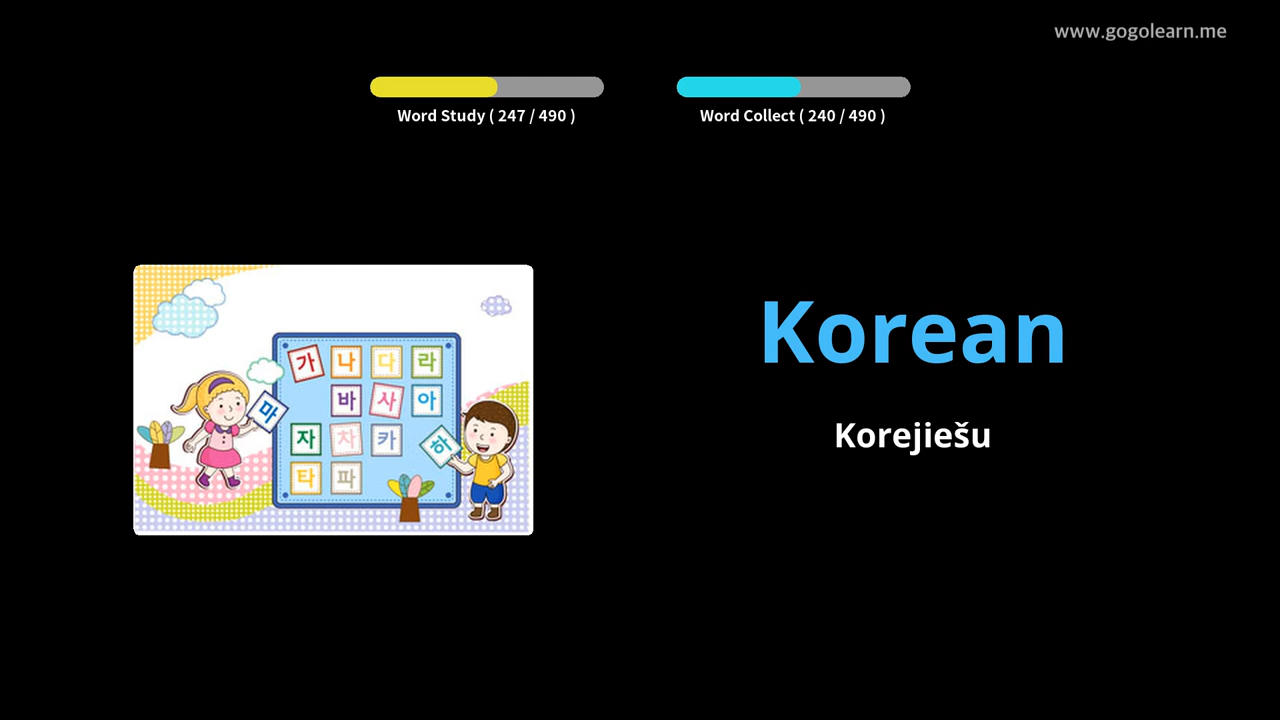 www.gogolearn.me
Word Study ( 247 / 490 )
Word Collect ( 240 / 490 )
가 나 다 라
마 바 사 아
자 차 카 하
타 파
Korean
Korejiešu